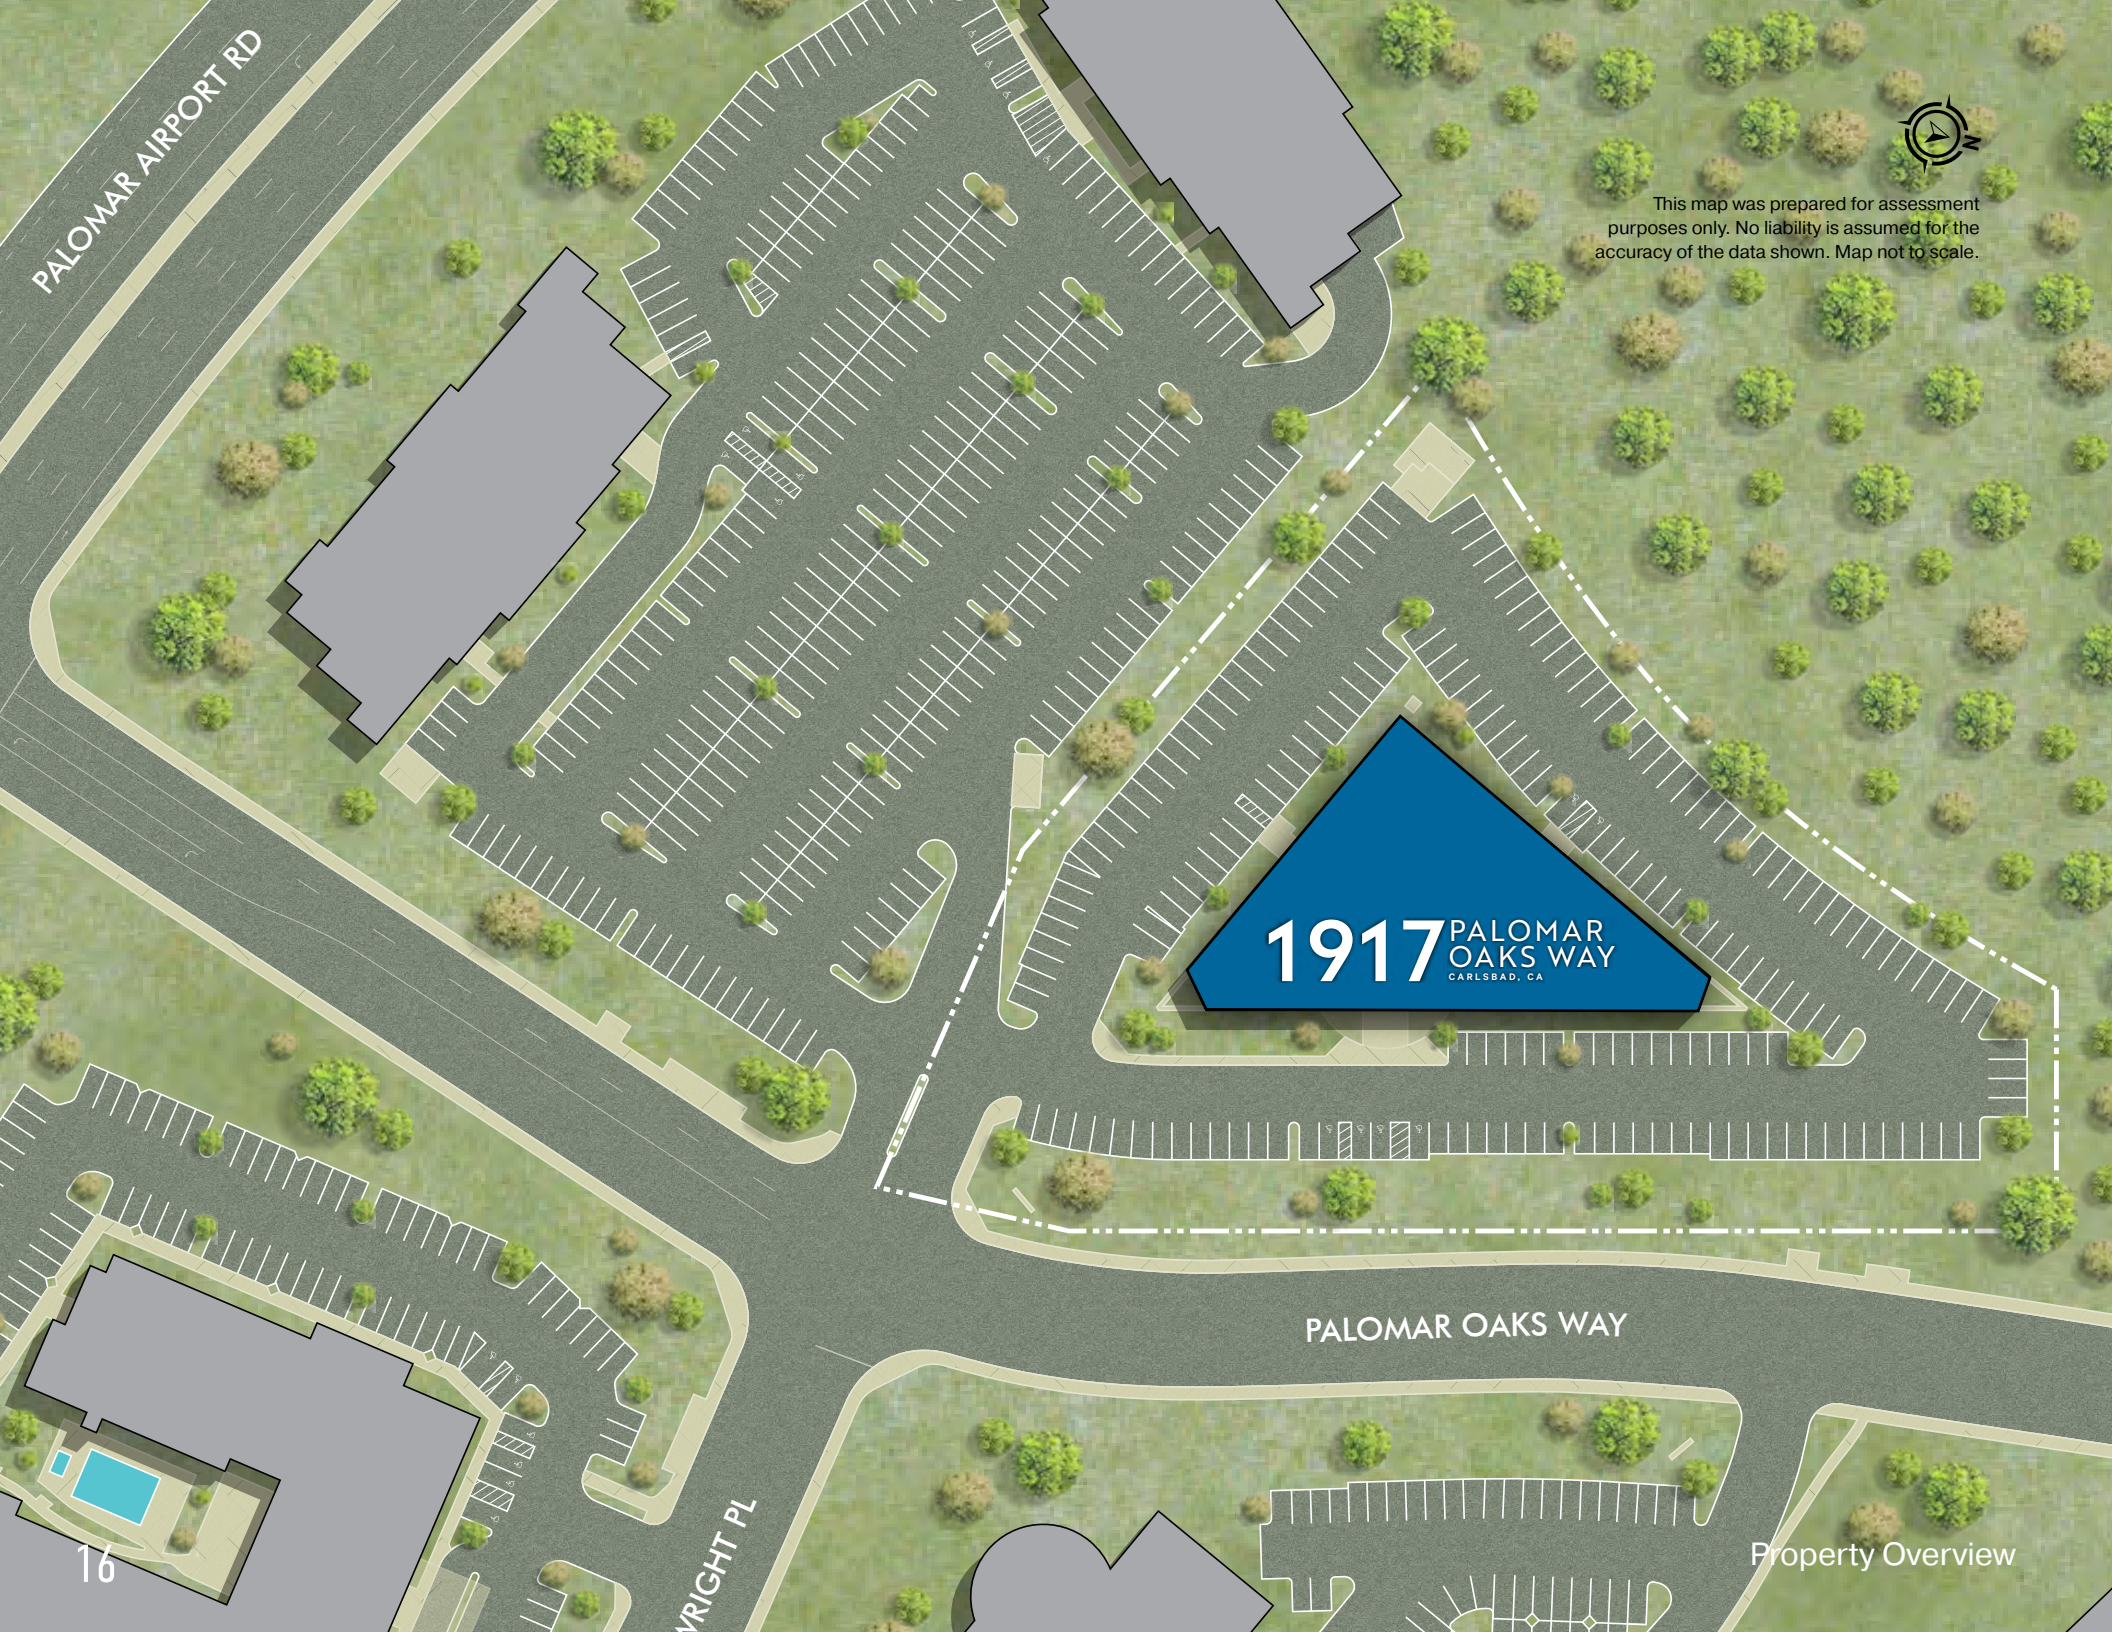 PALOMAR AIRPORT RD
N
This map was prepared for assessment
purposes only. No liability is assumed for the
accuracy of the data shown. Map not to scale.
1917 PALOMAR
OAKS WAY
CARLSBAD, CA
PALOMAR OAKS WAY
WRIGHT PL
16
Property Overview